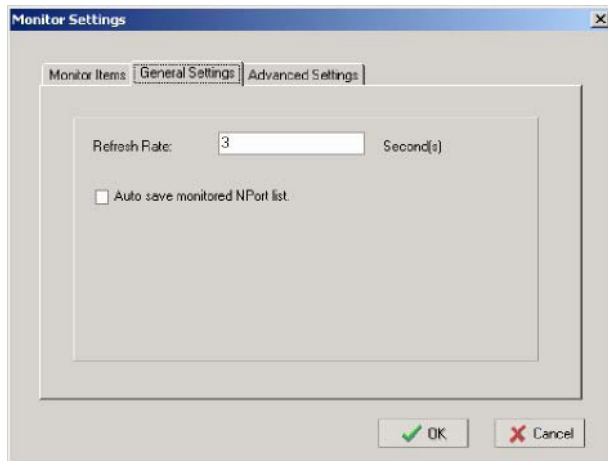 Monitor Settings
Monitor Items General Settings Advanced Settings
Refresh Rate: 3 Second(s)
Auto save monitored NPort list.
OK Cancel